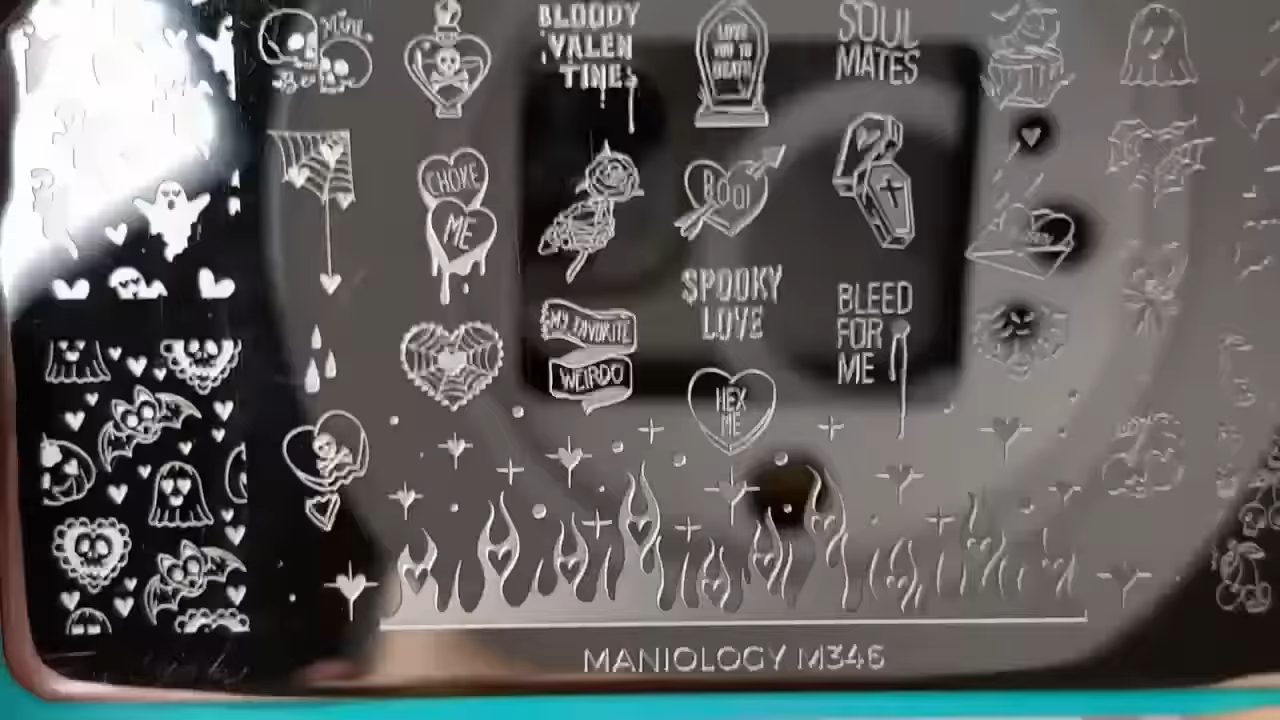 BLOODY
VALEN
TINE
LOVE
YOU TO
DEATH
SOUL
MATES
CHOKE
ME
BOO!
SPOOKY
LOVE
BLEED
FOR
ME
MY FAVORITE
WEIRDO
HEX
ME
MANIOLOGY M346